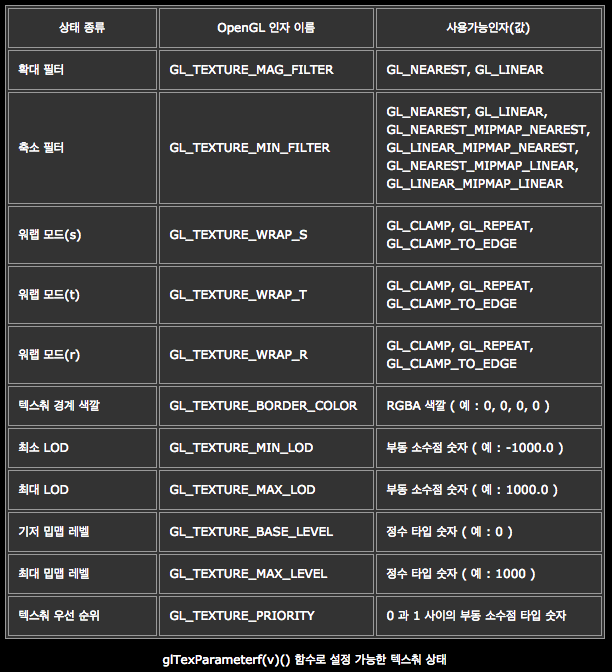 상태 종류 OpenGL 인자 이름 사용가능인자(값)
확대 필터 GL_TEXTURE_MAG_FILTER GL_NEAREST, GL_LINEAR
축소 필터 GL_TEXTURE_MIN_FILTER GL_NEAREST, GL_LINEAR,
GL_NEAREST_MIPMAP_NEAREST,
GL_LINEAR_MIPMAP_NEAREST,
GL_NEAREST_MIPMAP_LINEAR,
GL_LINEAR_MIPMAP_LINEAR
워랩 모드(s) GL_TEXTURE_WRAP_S GL_CLAMP, GL_REPEAT,
GL_CLAMP_TO_EDGE
워랩 모드(t) GL_TEXTURE_WRAP_T GL_CLAMP, GL_REPEAT,
GL_CLAMP_TO_EDGE
워랩 모드(r) GL_TEXTURE_WRAP_R GL_CLAMP, GL_REPEAT,
GL_CLAMP_TO_EDGE
텍스춰 경계 색깔 GL_TEXTURE_BORDER_COLOR RGBA 색깔 ( 예 : 0, 0, 0, 0 )
최소 LOD GL_TEXTURE_MIN_LOD 부동 소수점 숫자 ( 예 : -1000.0 )
최대 LOD GL_TEXTURE_MAX_LOD 부동 소수점 숫자 ( 예 : 1000.0 )
기저 밉맵 레벨 GL_TEXTURE_BASE_LEVEL 정수 타입 숫자 ( 예 : 0 )
최대 밉맵 레벨 GL_TEXTURE_MAX_LEVEL 정수 타입 숫자 ( 예 : 1000 )
텍스춰 우선 순위 GL_TEXTURE_PRIORITY 0 과 1 사이의 부동 소수점 타입 숫자
glTexParameterf(v)() 함수로 설정 가능한 텍스춰 상태